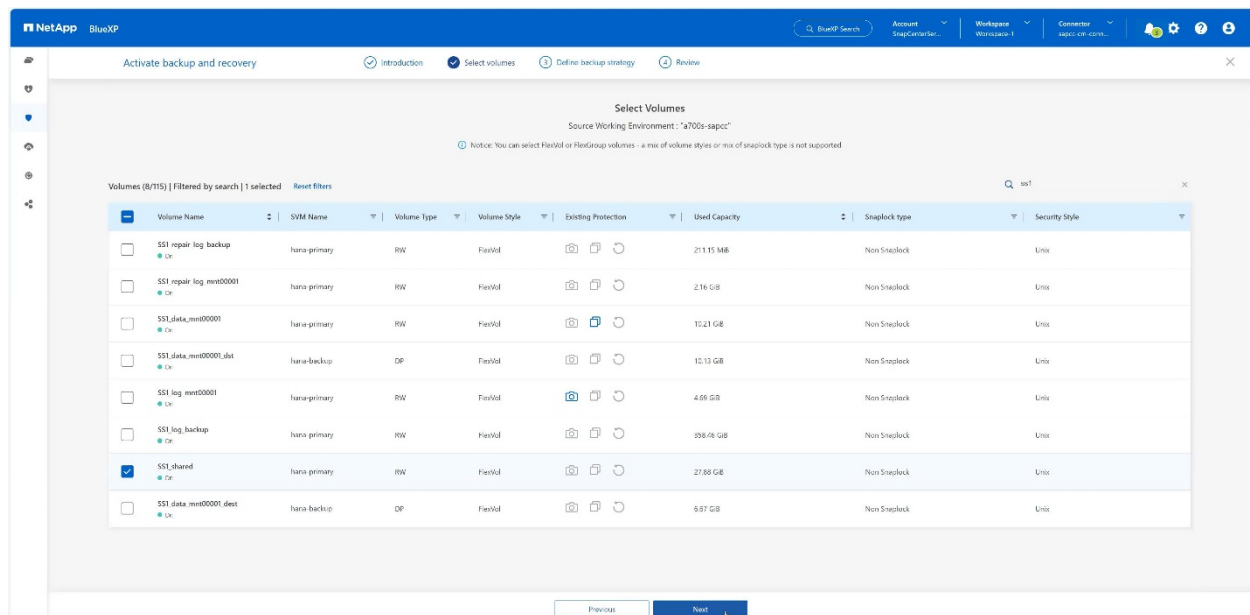 NetApp BlueXP
BlueXP Search
Account
SnapCenterSer...
Workspace
Workspace-1
Connector
sapcc-cm-conn...
Activate backup and recovery
Introduction
Select volumes
3 Define backup strategy
4 Review
Select Volumes
Source Working Environment : "a700s-sapcc"
Notice: You can select FlexVol or FlexGroup volumes - a mix of volume styles or mix of snaplock type is not supported
Volumes (8/115) | Filtered by search | 1 selected Reset filters
ss1
Volume Name SVM Name Volume Type Volume Style Existing Protection Used Capacity Snaplock type Security Style
SS1_repair_log_backup hana-primary RW FlexVol 211.15 MiB Non Snaplock Unix
On
SS1_repair_log_mnt00001 hana-primary RW FlexVol 2.16 GiB Non Snaplock Unix
On
SS1_data_mnt00001 hana-primary RW FlexVol 10.21 GiB Non Snaplock Unix
On
SS1_data_mnt00001_dst hana-backup DP FlexVol 10.13 GiB Non Snaplock Unix
On
SS1_log_mnt00001 hana-primary RW FlexVol 4.69 GiB Non Snaplock Unix
On
SS1_log_backup hana-primary RW FlexVol GiB Non Snaplock Unix
On
SS1_shared hana-primary RW FlexVol 27.88 GiB Non Snaplock Unix
On
SS1_data_mnt00001_dest hana-backup DP FlexVol 6.67 GiB Non Snaplock Unix
On
Previous
Next